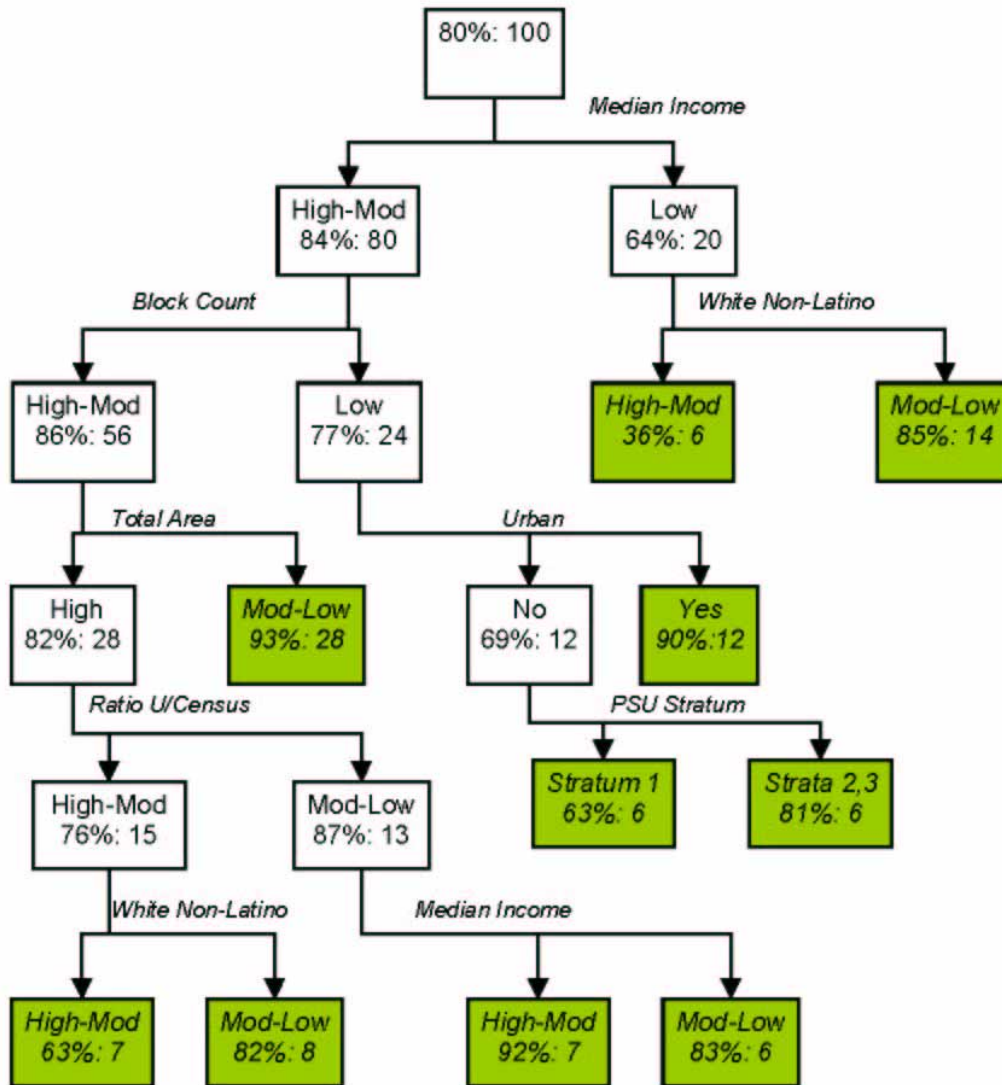 80%: 100
Median Income
High-Mod
84%: 80
Low
64%: 20
Block Count
White Non-Latino
High-Mod
86%: 56
Low
77%: 24
High-Mod
36%: 6
Mod-Low
85%: 14
Total Area
Urban
High
82%: 28
Mod-Low
93%: 28
No
69%: 12
Yes
90%:12
Ratio U/Census
PSU Stratum
High-Mod
76%: 15
Mod-Low
87%: 13
Stratum 1
63%: 6
Strata 2,3
81%: 6
White Non-Latino
Median Income
High-Mod
63%: 7
Mod-Low
82%: 8
High-Mod
92%: 7
Mod-Low
83%: 6